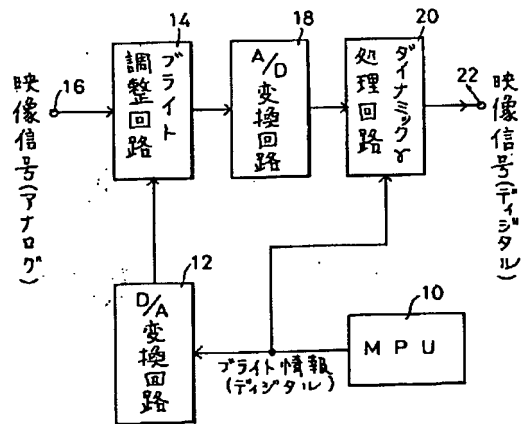 14
18
20
ブライト
調整回路
A/D
変換回路
ダイナミックγ
処理回路
16
映像信号(アナログ)
22
映像信号(ディジタル)
12
D/A
変換回路
ブライト情報
(ディジタル)
10
MPU